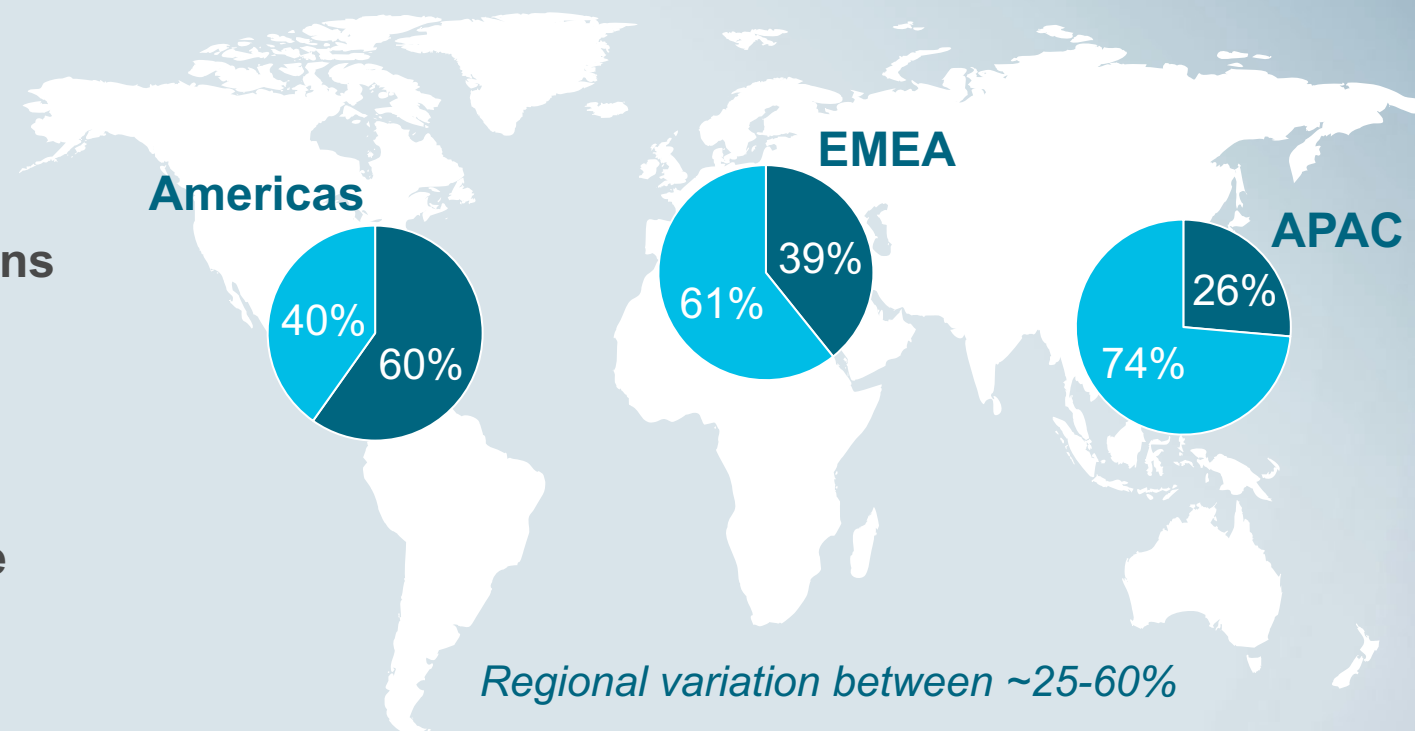 EMEA
Americas
APAC
ns
39%
61%
26%
40%
74%
60%
e
Regional variation between ~25-60%